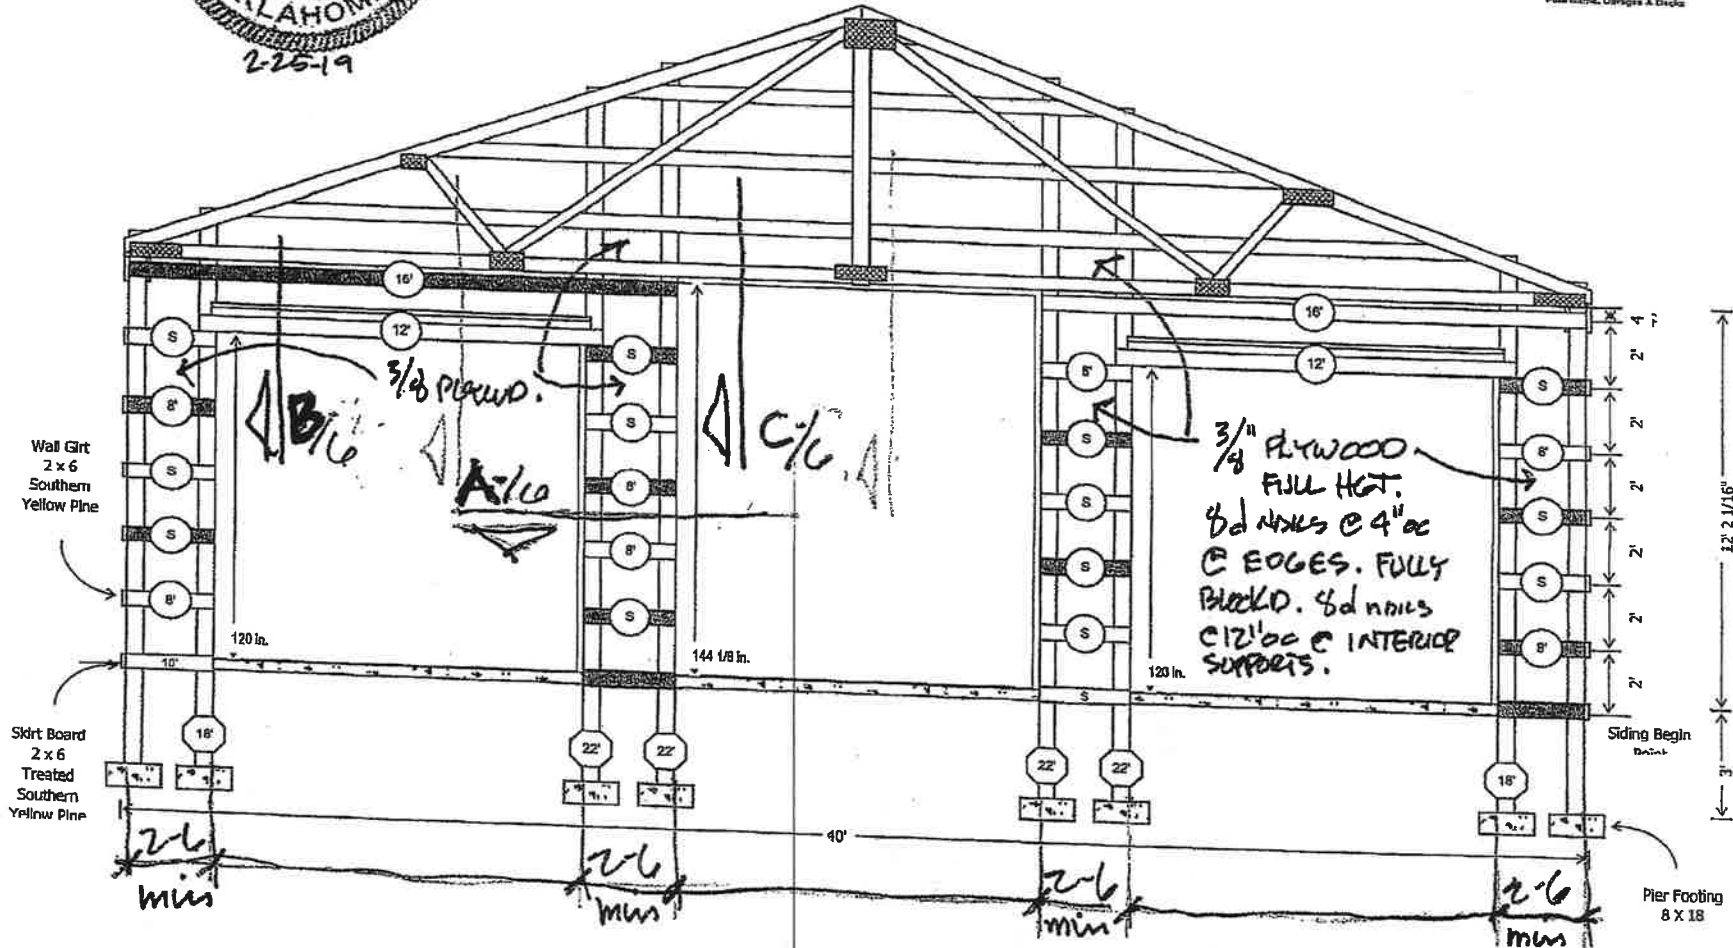 OKLAHOMA
2-25-19
16'
12'
S
8'
S
S
8'
10'
S
S
8'
8'
S
8'
S
S
S
S
S
16'
12'
S
8'
S
S
8'
3/8 PLYWD.
B/6
A-/6
C-/6
3/8" PLYWOOD
FULL HGT.
8d NAILS @ 4" oc
@ EDGES. FULLY
BLOCKD. 8d nails
@ 12" oc @ INTERIOR
SUPPORTS.
120 in.
144 1/8 in.
120 in.
Wall Girt
2 x 6
Southern
Yellow Pine
Skirt Board
2 x 6
Treated
Southern
Yellow Pine
4
2'
2'
2'
2'
2'
2'
12' 2 1/16"
3'
Siding Begin
Point
18'
22'
22'
22'
22'
18'
40'
2-6
min
2-6
min
2-6
min
2-6
min
Pier Footing
8 X 18